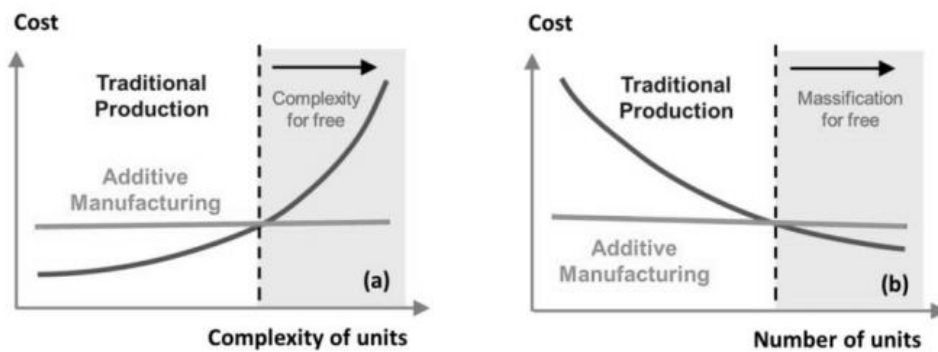 Cost
Traditional
Production
Complexity
for free
Additive
Manufacturing
(a)
Complexity of units
Cost
Traditional
Production
Massification
for free
Additive
Manufacturing
(b)
Number of units